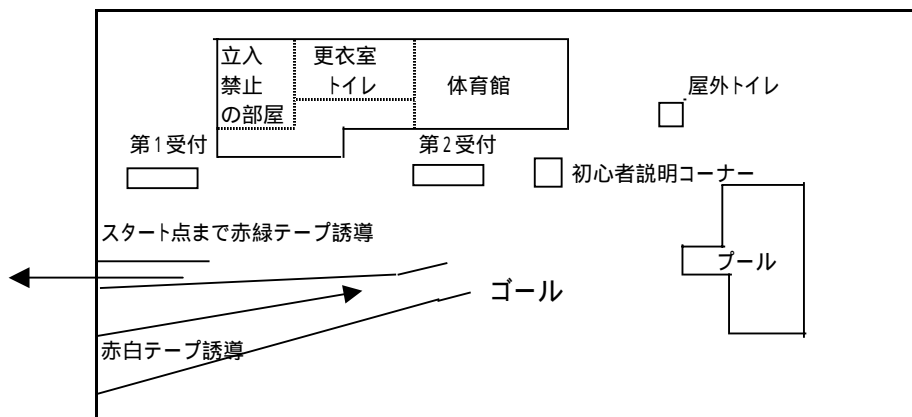 立入
禁止
の部屋
更衣室
トイレ
体育館
屋外トイレ
第1受付
第2受付
初心者説明コーナー
スタート点まで赤緑テープ誘導
プール
ゴール
赤白テープ誘導